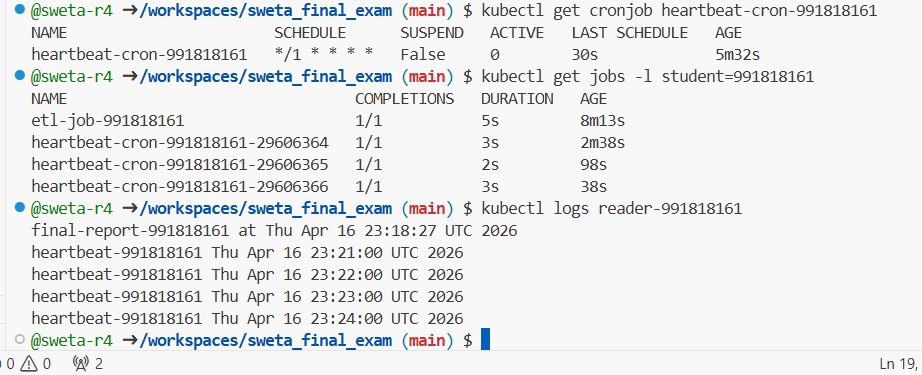 @sweta-r4 →/workspaces/sweta_final_exam (main) $ kubectl get cronjob heartbeat-cron-991818161
NAME SCHEDULE SUSPEND ACTIVE LAST SCHEDULE AGE
heartbeat-cron-991818161 */1 * * * * False 0 30s 5m32s
@sweta-r4 →/workspaces/sweta_final_exam (main) $ kubectl get jobs -l student=991818161
NAME COMPLETIONS DURATION AGE
etl-job-991818161 1/1 5s 8m13s
heartbeat-cron-991818161-29606364 1/1 3s 2m38s
heartbeat-cron-991818161-29606365 1/1 2s 98s
heartbeat-cron-991818161-29606366 1/1 3s 38s
@sweta-r4 →/workspaces/sweta_final_exam (main) $ kubectl logs reader-991818161
final-report-991818161 at Thu Apr 16 23:18:27 UTC 2026
heartbeat-991818161 Thu Apr 16 23:21:00 UTC 2026
heartbeat-991818161 Thu Apr 16 23:22:00 UTC 2026
heartbeat-991818161 Thu Apr 16 23:23:00 UTC 2026
heartbeat-991818161 Thu Apr 16 23:24:00 UTC 2026
@sweta-r4 →/workspaces/sweta_final_exam (main) $
0 0 2 Ln 19,